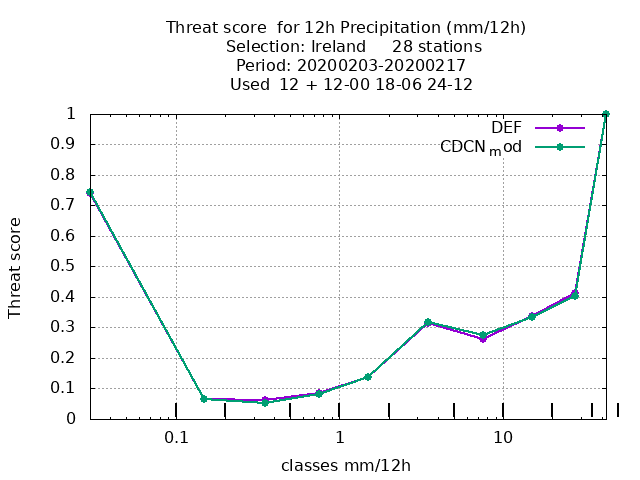 Threat score  for 12h Precipitation (mm/12h)
Selection: Ireland     28 stations
Period: 20200203-20200217
Used  12 + 12-00 18-06 24-12
DEF
CDCNmod
1
0.9
0.8
0.7
0.6
0.5
0.4
0.3
0.2
0.1
0
Threat score
0.1 1 10
classes mm/12h